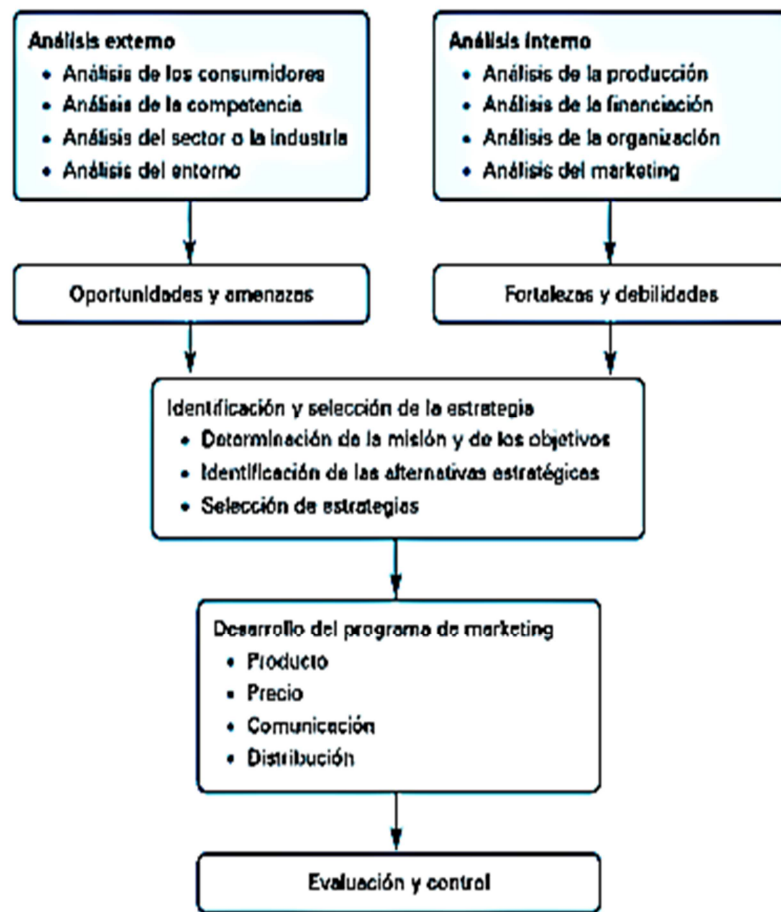 Análisis externo
• Análisis de los consumidores
• Análisis de la competencia
• Análisis del sector o la industria
• Análisis del entorno
Análisis interno
• Análisis de la producción
• Análisis de la financiación
• Análisis de la organización
• Análisis del marketing
Oportunidades y amenazas
Fortalezas y debilidades
Identificación y selección de la estrategia
• Determinación de la misión y de los objetivos
• Identificación de las alternativas estratégicas
• Selección de estrategias
Desarrollo del programa de marketing
• Producto
• Precio
• Comunicación
• Distribución
Evaluación y control